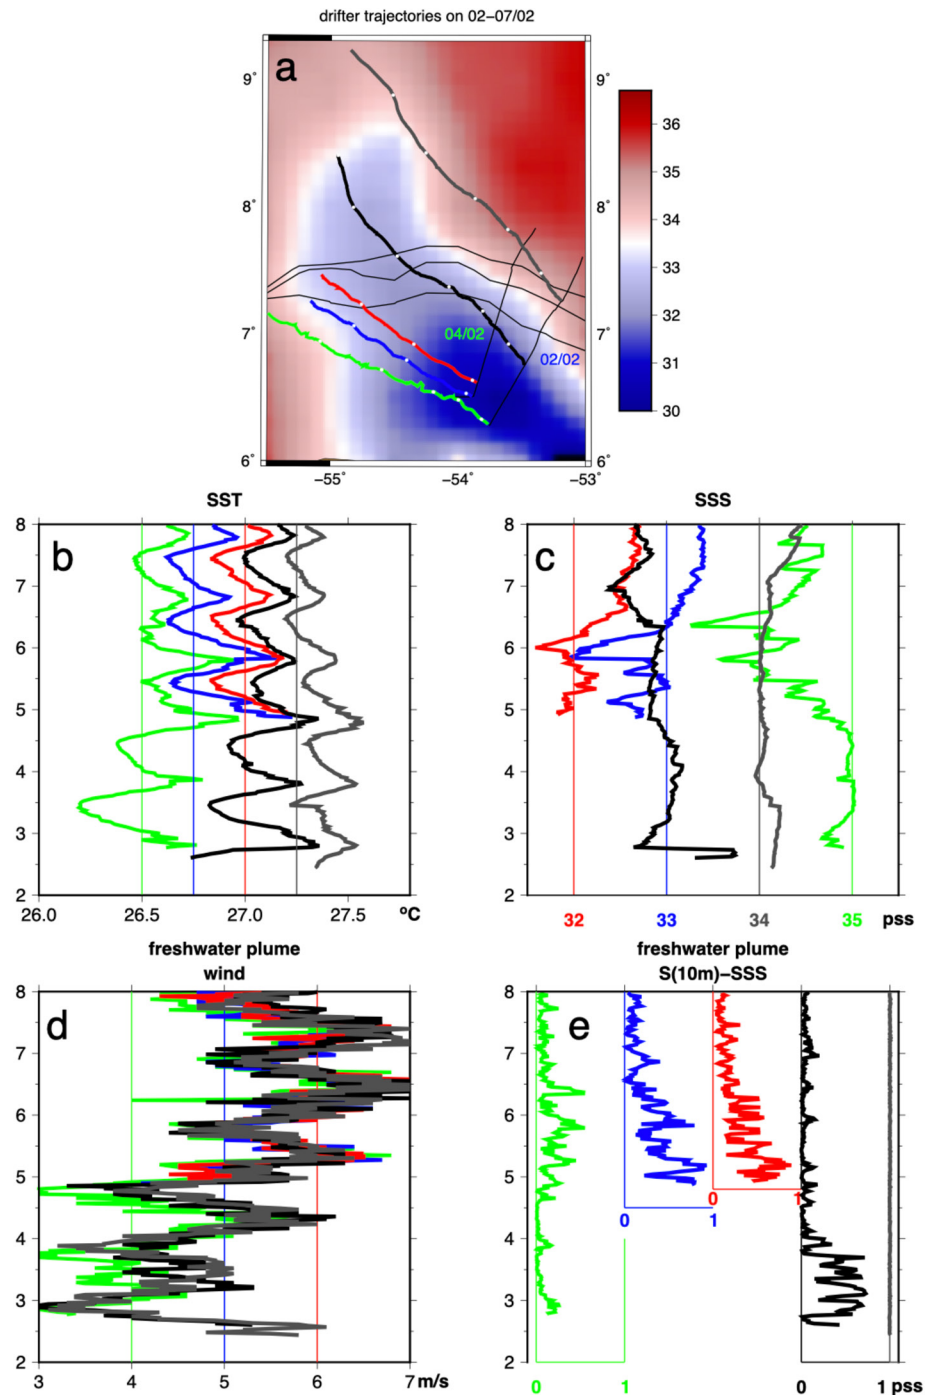 drifter trajectories on 02–07/02
a
9° 9°
8° 8°
7° 7°
6° 6°
04/02
02/02
−55° −54° −53°
36
35
34
33
32
31
30
SST SSS
b c
8 8
7 7
6 6
5 5
4 4
3 3
2 2
26.0 26.5 27.0 27.5 ºC
32 33 34 35 pss
freshwater plume freshwater plume
wind S(10m)–SSS
d e
8 8
7 7
6 6
5 5
0 1
0 1
4 4
3 3
2 2
3 4 5 6 7 m/s
0 1 0 1 pss